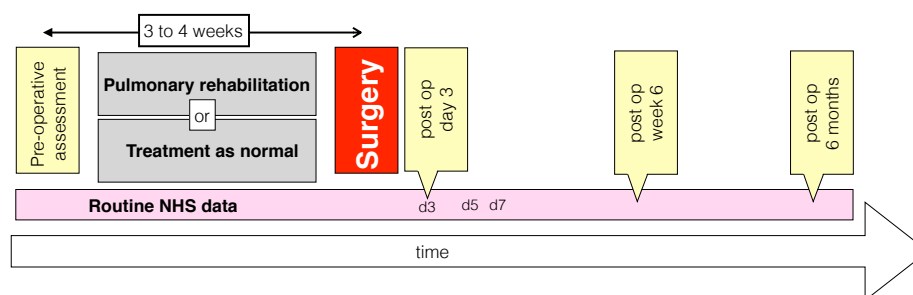 3 to 4 weeks
Pre-operative
assessment
Pulmonary rehabilitation
or
Treatment as normal
Surgery
post op
day 3
post op
week 6
post op
6 months
Routine NHS data
d3
d5
d7
time